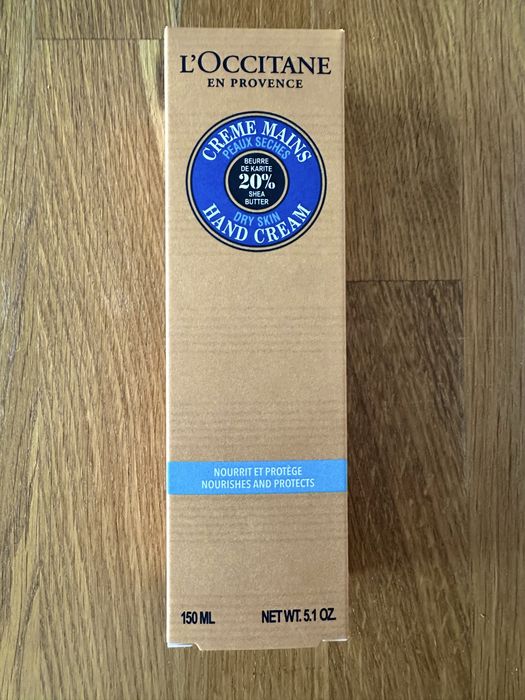 L'OCCITANE
EN PROVENCE
CREME MAINS
PEAUX SECHES
BEURRE
DE KARITE
20%
SHEA
BUTTER
DRY SKIN
HAND CREAM
NOURRIT ET PROTÈGE
NOURISHES AND PROTECTS
150 ML NET WT. 5.1 OZ.